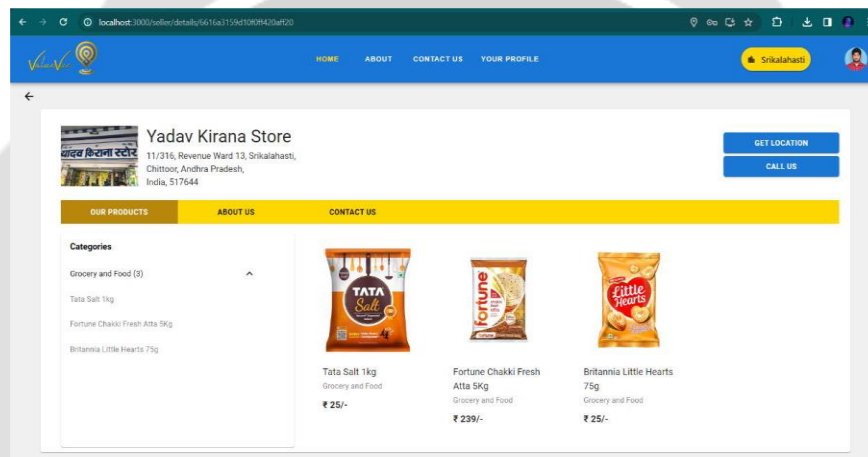 localhost:3000/seller/details/6616a3159d10f0ff420aff20
HOME ABOUT CONTACT US YOUR PROFILE
Srikalahasti
यादव किराना स्टोर
Yadav Kirana Store
11/316, Revenue Ward 13, Srikalahasti,
Chittoor, Andhra Pradesh,
India, 517644
GET LOCATION
CALL US
OUR PRODUCTS ABOUT US CONTACT US
Categories
Grocery and Food (3)
Tata Salt 1kg
Fortune Chakki Fresh Atta 5Kg
Britannia Little Hearts 75g
TATA
Salt
fortune
Little
Hearts
Tata Salt 1kg
Grocery and Food
₹ 25/-
Fortune Chakki Fresh
Atta 5Kg
Grocery and Food
₹ 239/-
Britannia Little Hearts
75g
Grocery and Food
₹ 25/-